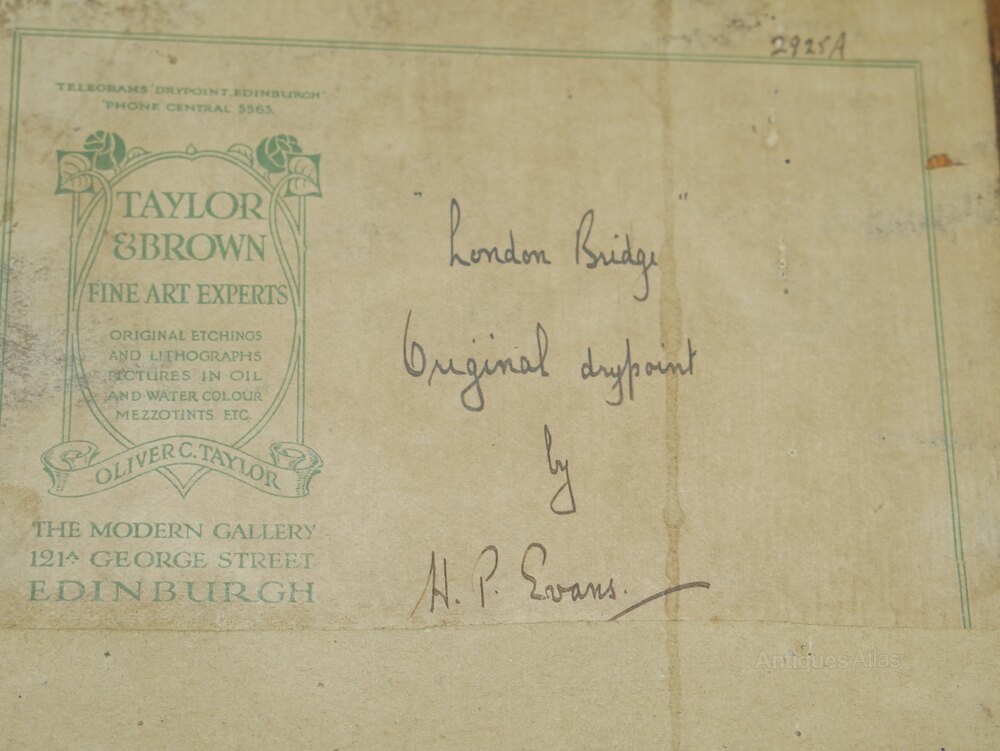 2925A
TELEGRAMS 'DRYPOINT, EDINBURGH'
'PHONE CENTRAL 5563.
TAYLOR
& BROWN
FINE ART EXPERTS
ORIGINAL ETCHINGS
AND LITHOGRAPHS
PICTURES IN OIL
AND WATER COLOUR
MEZZOTINTS ETC.
OLIVER C. TAYLOR
THE MODERN GALLERY
121A GEORGE STREET
EDINBURGH
"London Bridge"
Original drypoint
by
H. P. Evans.
Antiques Atlas